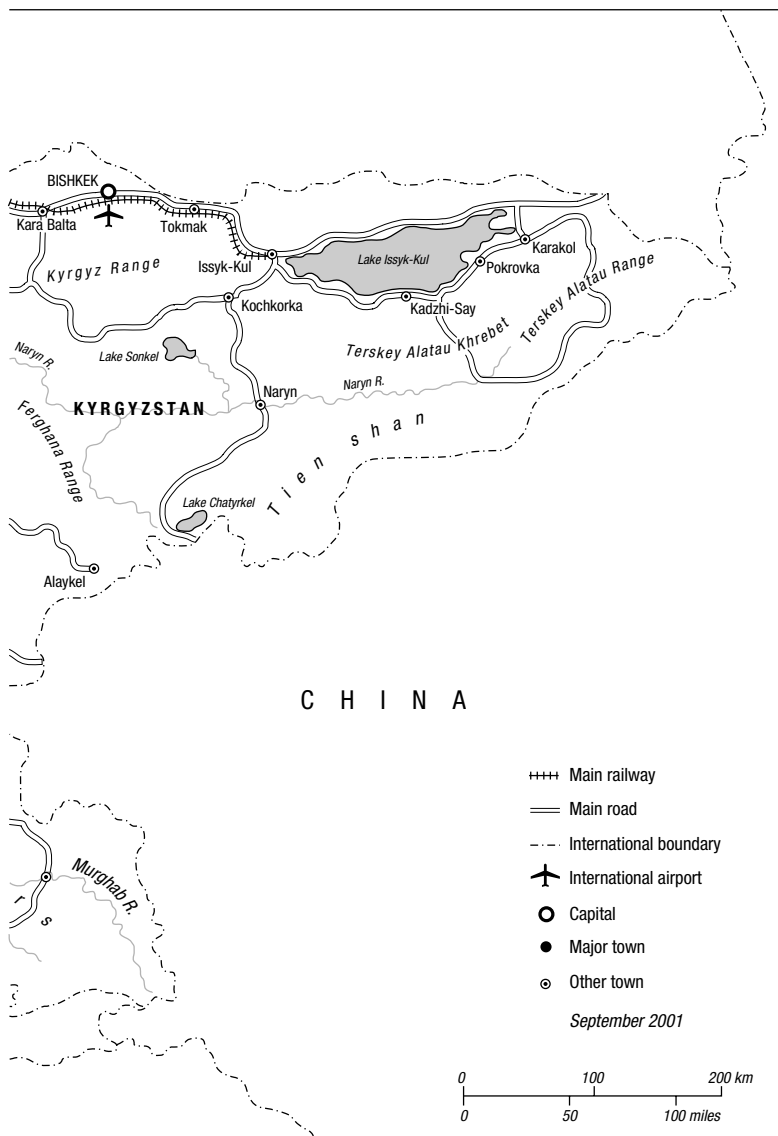 BISHKEK
Kara Balta
Tokmak
Issyk-Kul
Lake Issyk-Kul
Karakol
Pokrovka
Kyrgyz Range
Kochkorka
Kadzhi-Say
Terskey Alatau Range
Terskey Alatau Khrebet
Lake Sonkel
Naryn R.
Naryn R.
Naryn
KYRGYZSTAN
Ferghana Range
Tien shan
Lake Chatyrkel
Alaykel
CHINA
Murghab R.
r s
Main railway
Main road
International boundary
International airport
Capital
Major town
Other town
September 2001
0 100 200 km
0 50 100 miles